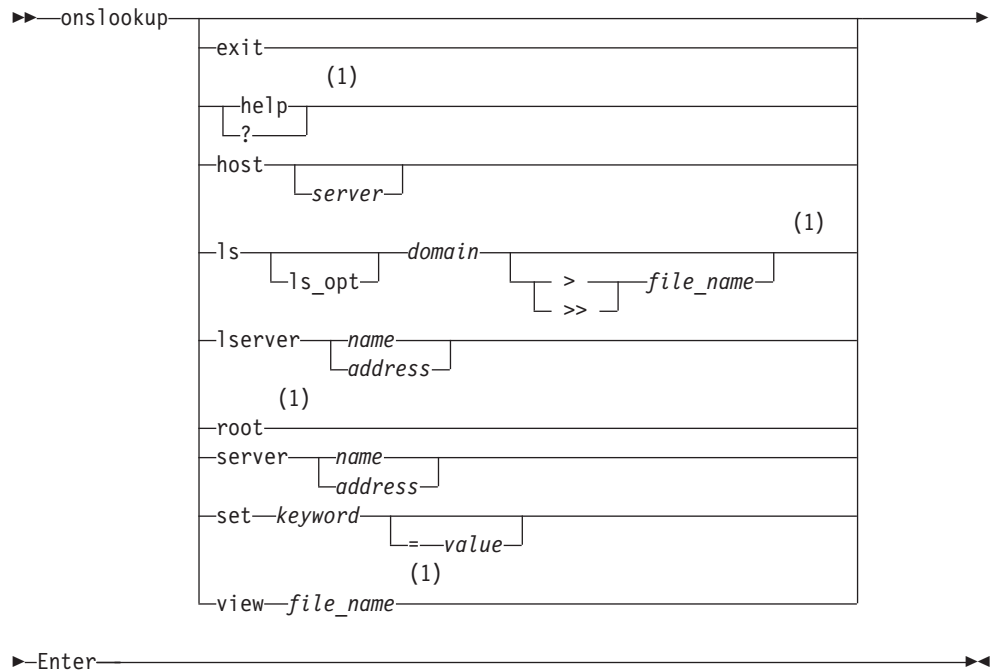 onslookup
exit
(1)
help
?
host
server
(1)
ls domain
ls_opt > file_name
>>
lserver name
address
(1)
root
server name
address
set keyword
= value
(1)
view file_name
Enter